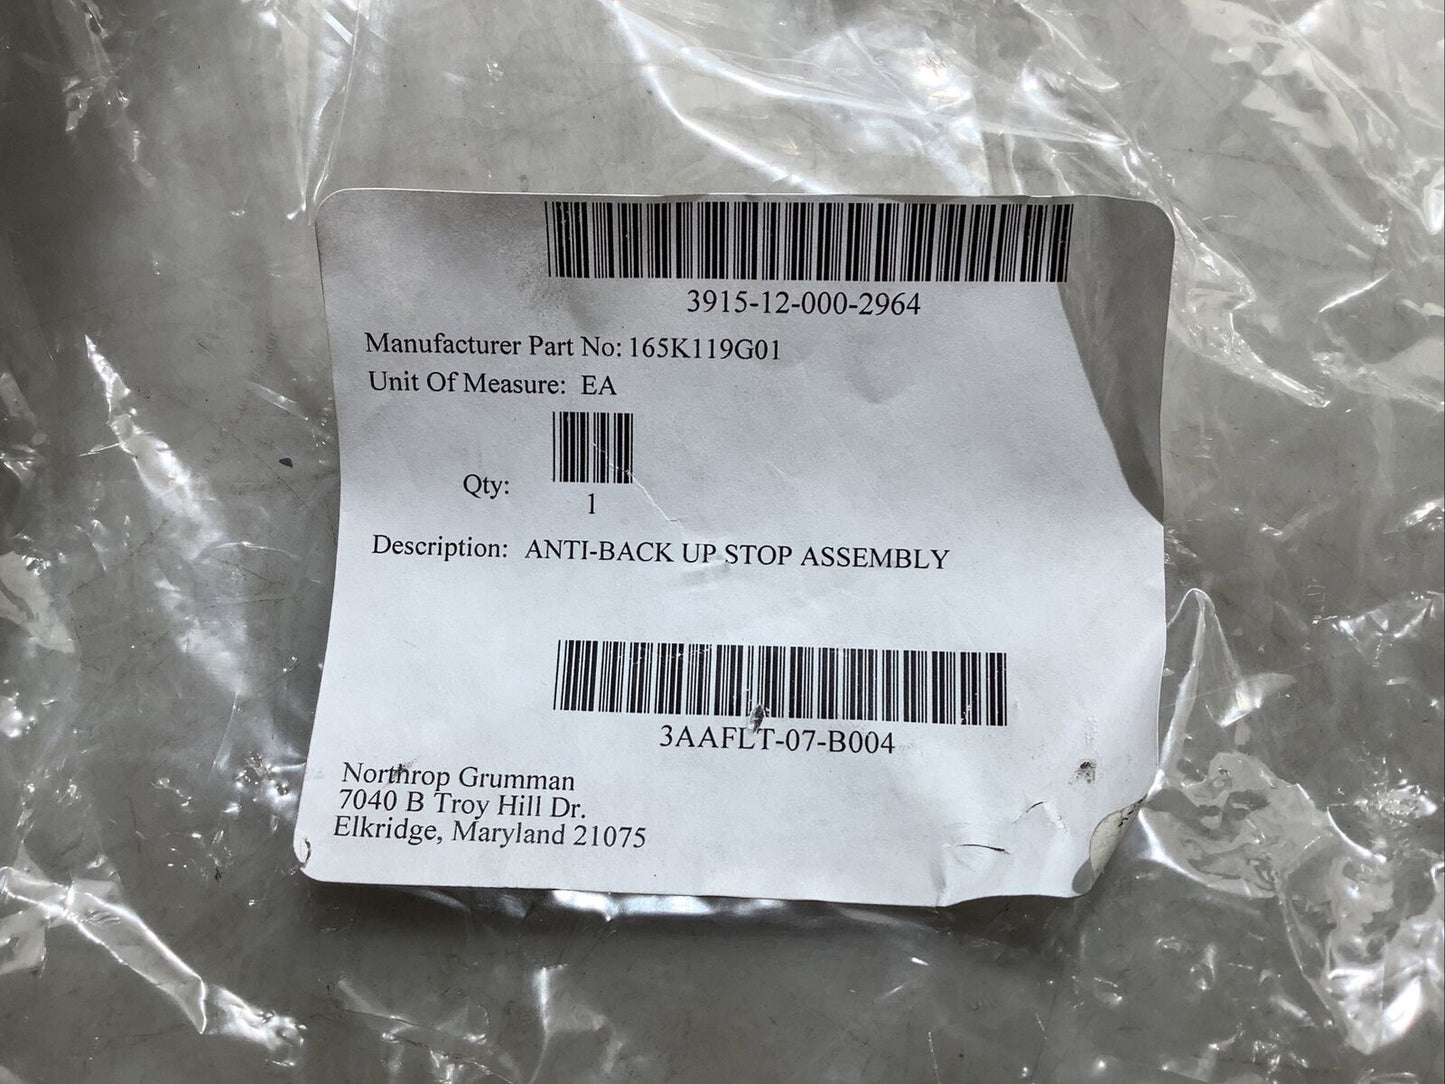 3915-12-000-2964
Manufacturer Part No: 165K119G01
Unit Of Measure: EA
Qty:
1
Description: ANTI-BACK UP STOP ASSEMBLY
3AAFLT-07-B004
Northrop Grumman
7040 B Troy Hill Dr.
Elkridge, Maryland 21075